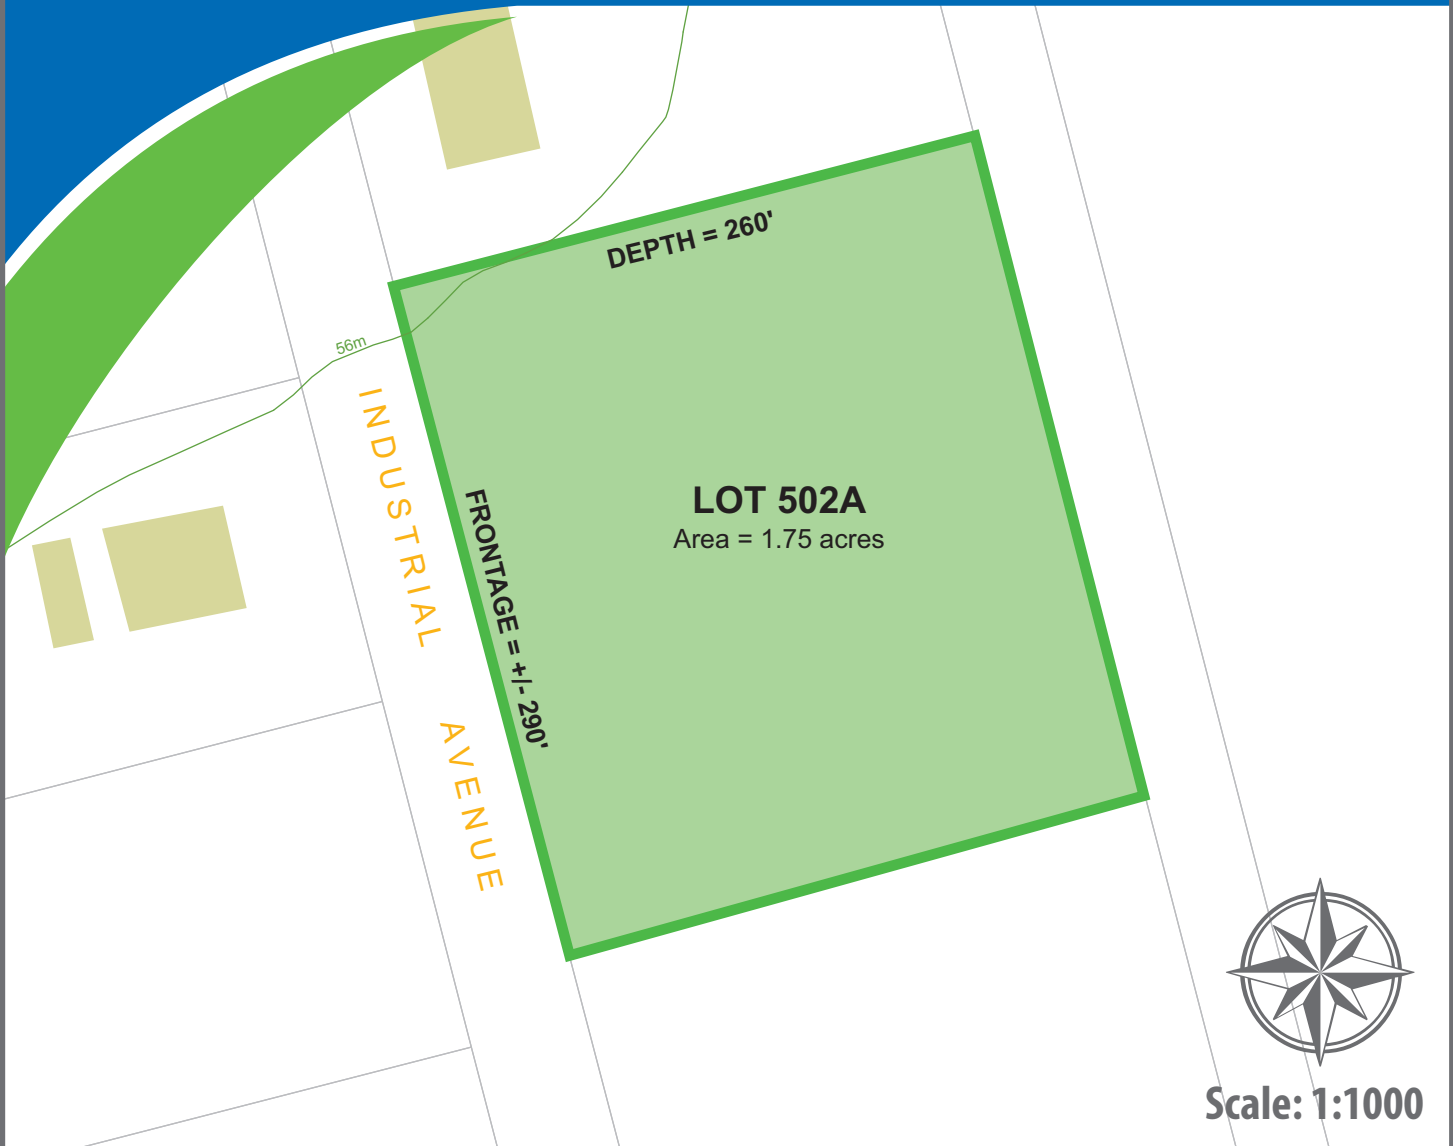 DEPTH = 260'
56m
INDUSTRIAL AVENUE
FRONTAGE = +/- 290'
LOT 502A
Area = 1.75 acres
Scale: 1:1000